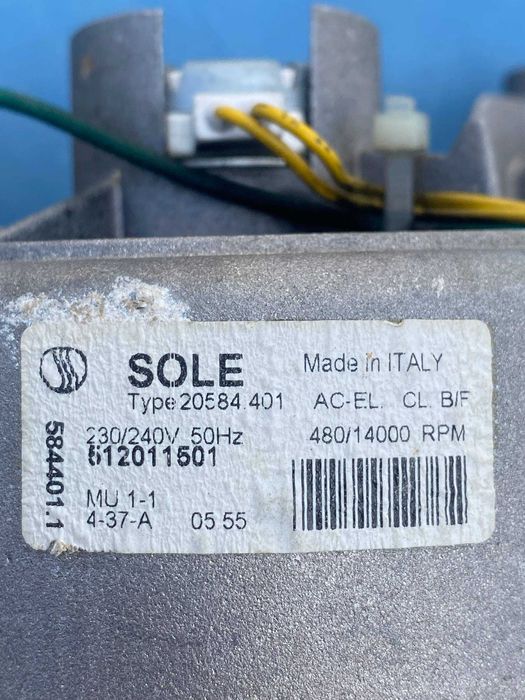 SOLE
Made in ITALY
Type 20584.401 AC-EL. CL. B/F
230/240V 50Hz 480/14000 RPM
512011501
MU 1-1
4-37-A 05 55
584401.1